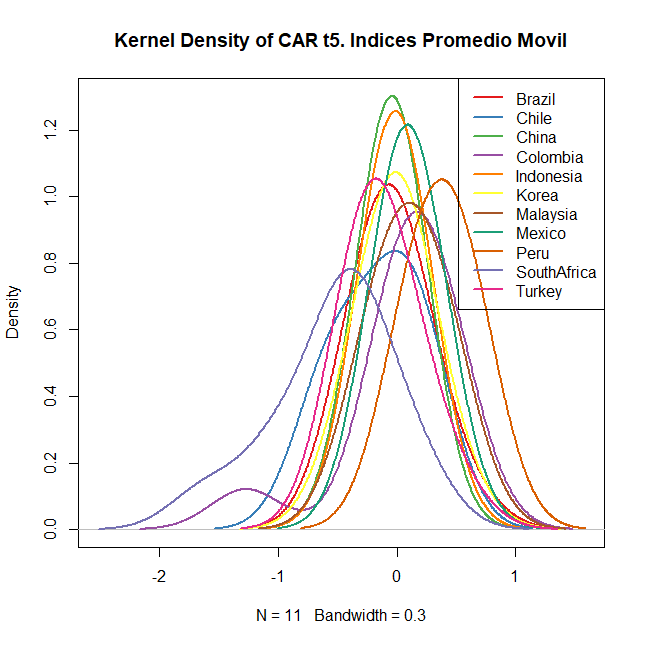 Kernel Density of CAR t5. Indices Promedio Movil
Density
1.2
1.0
0.8
0.6
0.4
0.2
0.0
Brazil
Chile
China
Colombia
Indonesia
Korea
Malaysia
Mexico
Peru
SouthAfrica
Turkey
-2
-1
0
1
N = 11 Bandwidth = 0.3